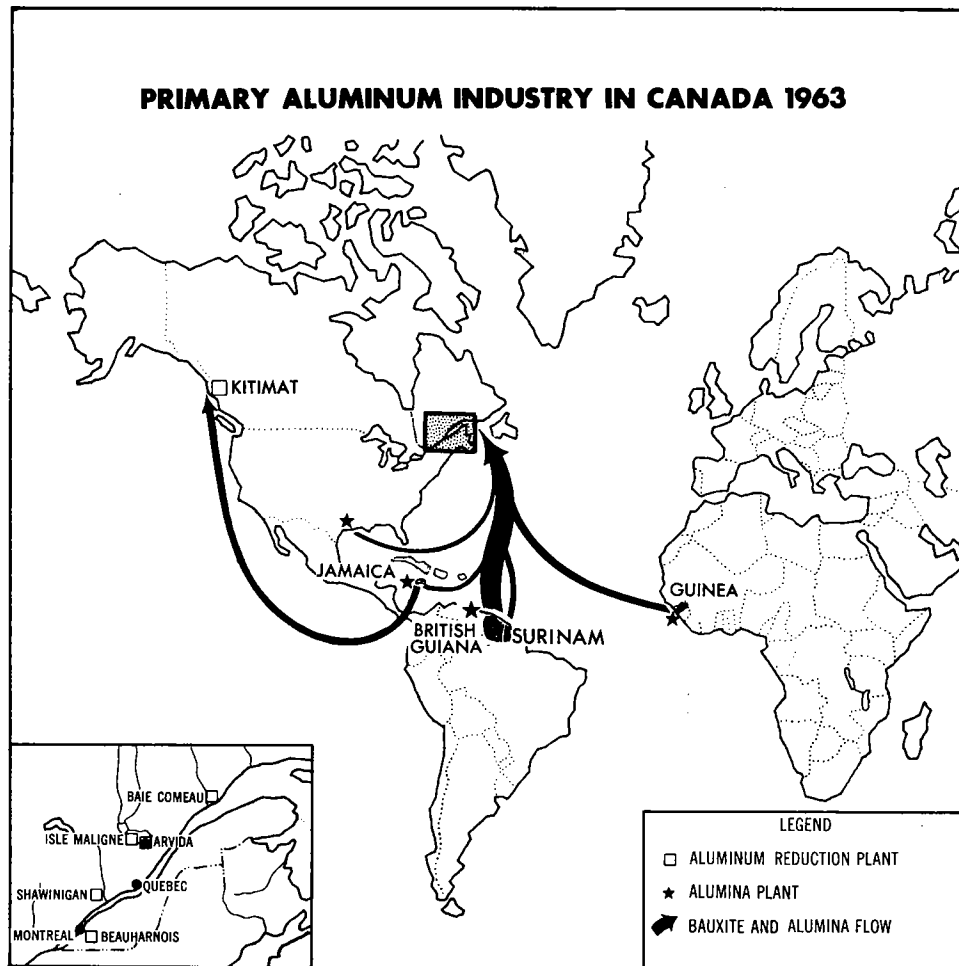 PRIMARY ALUMINUM INDUSTRY IN CANADA 1963
KITIMAT
JAMAICA
GUINEA
BRITISH
GUIANA
SURINAM
BAIE COMEAU
ISLE MALIGNE
ARVIDA
QUEBEC
SHAWINIGAN
MONTREAL
BEAUHARNOIS
LEGEND
ALUMINUM REDUCTION PLANT
ALUMINA PLANT
BAUXITE AND ALUMINA FLOW